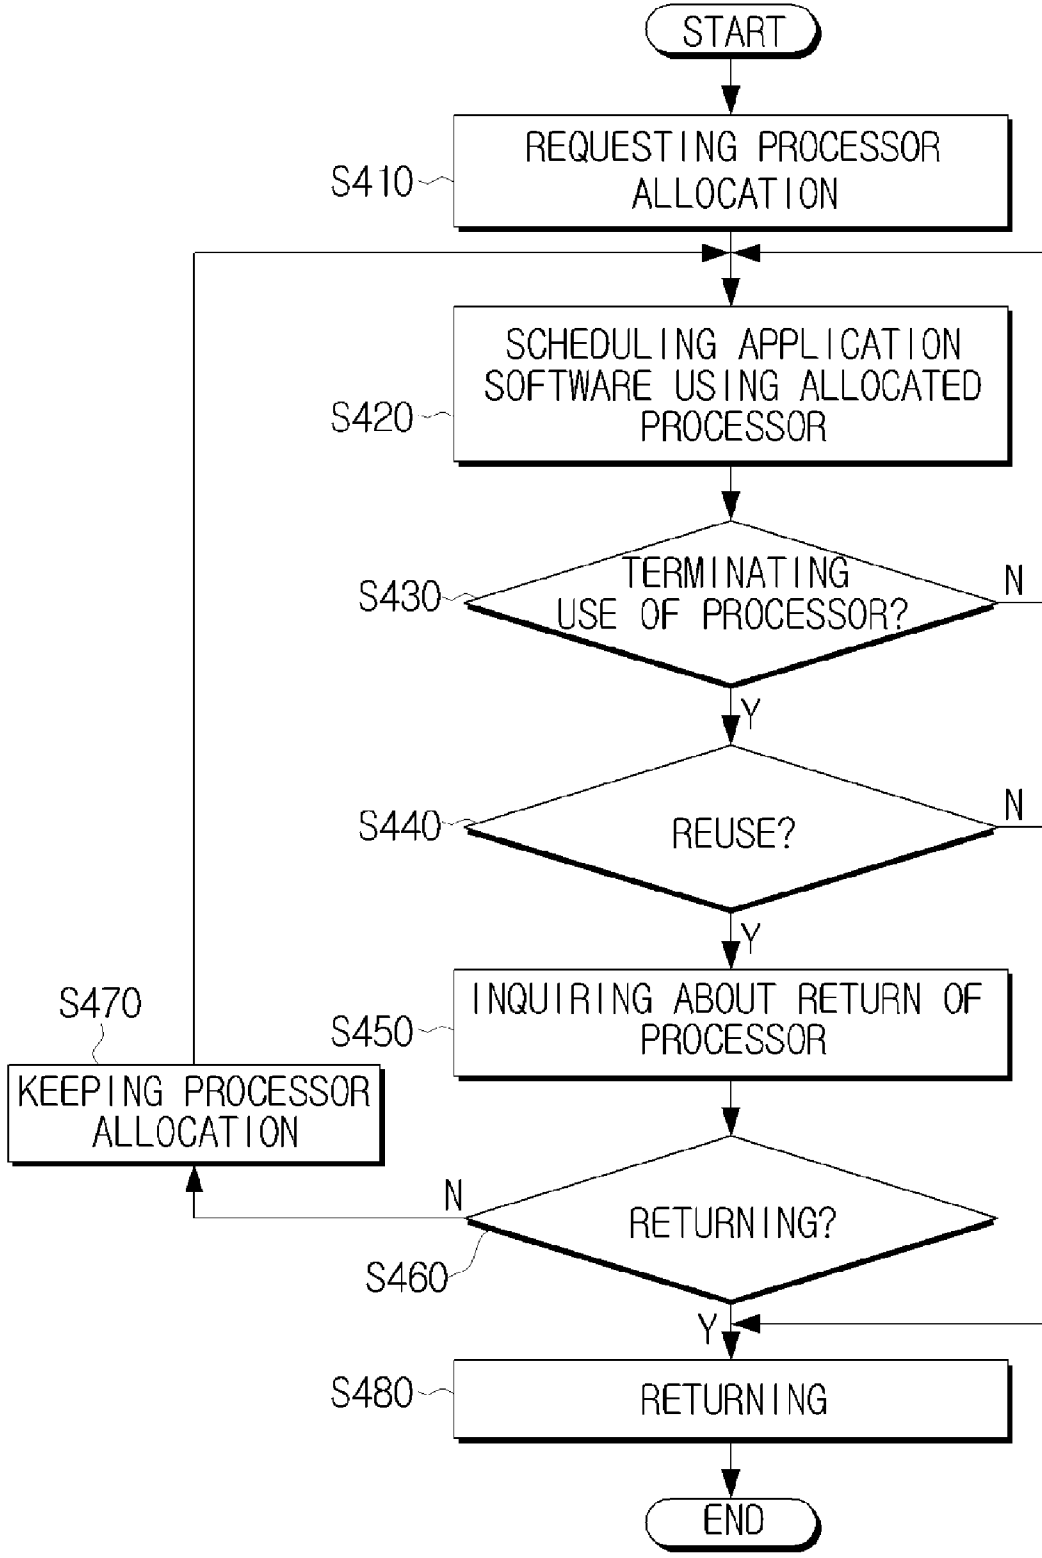 START
REQUESTING PROCESSOR
ALLOCATION
S410
SCHEDULING APPLICATION
SOFTWARE USING ALLOCATED
PROCESSOR
S420
TERMINATING
USE OF PROCESSOR?
S430
N
Y
REUSE?
S440
N
Y
INQUIRING ABOUT RETURN OF
PROCESSOR
S450
S470
KEEPING PROCESSOR
ALLOCATION
N
RETURNING?
S460
Y
RETURNING
S480
END